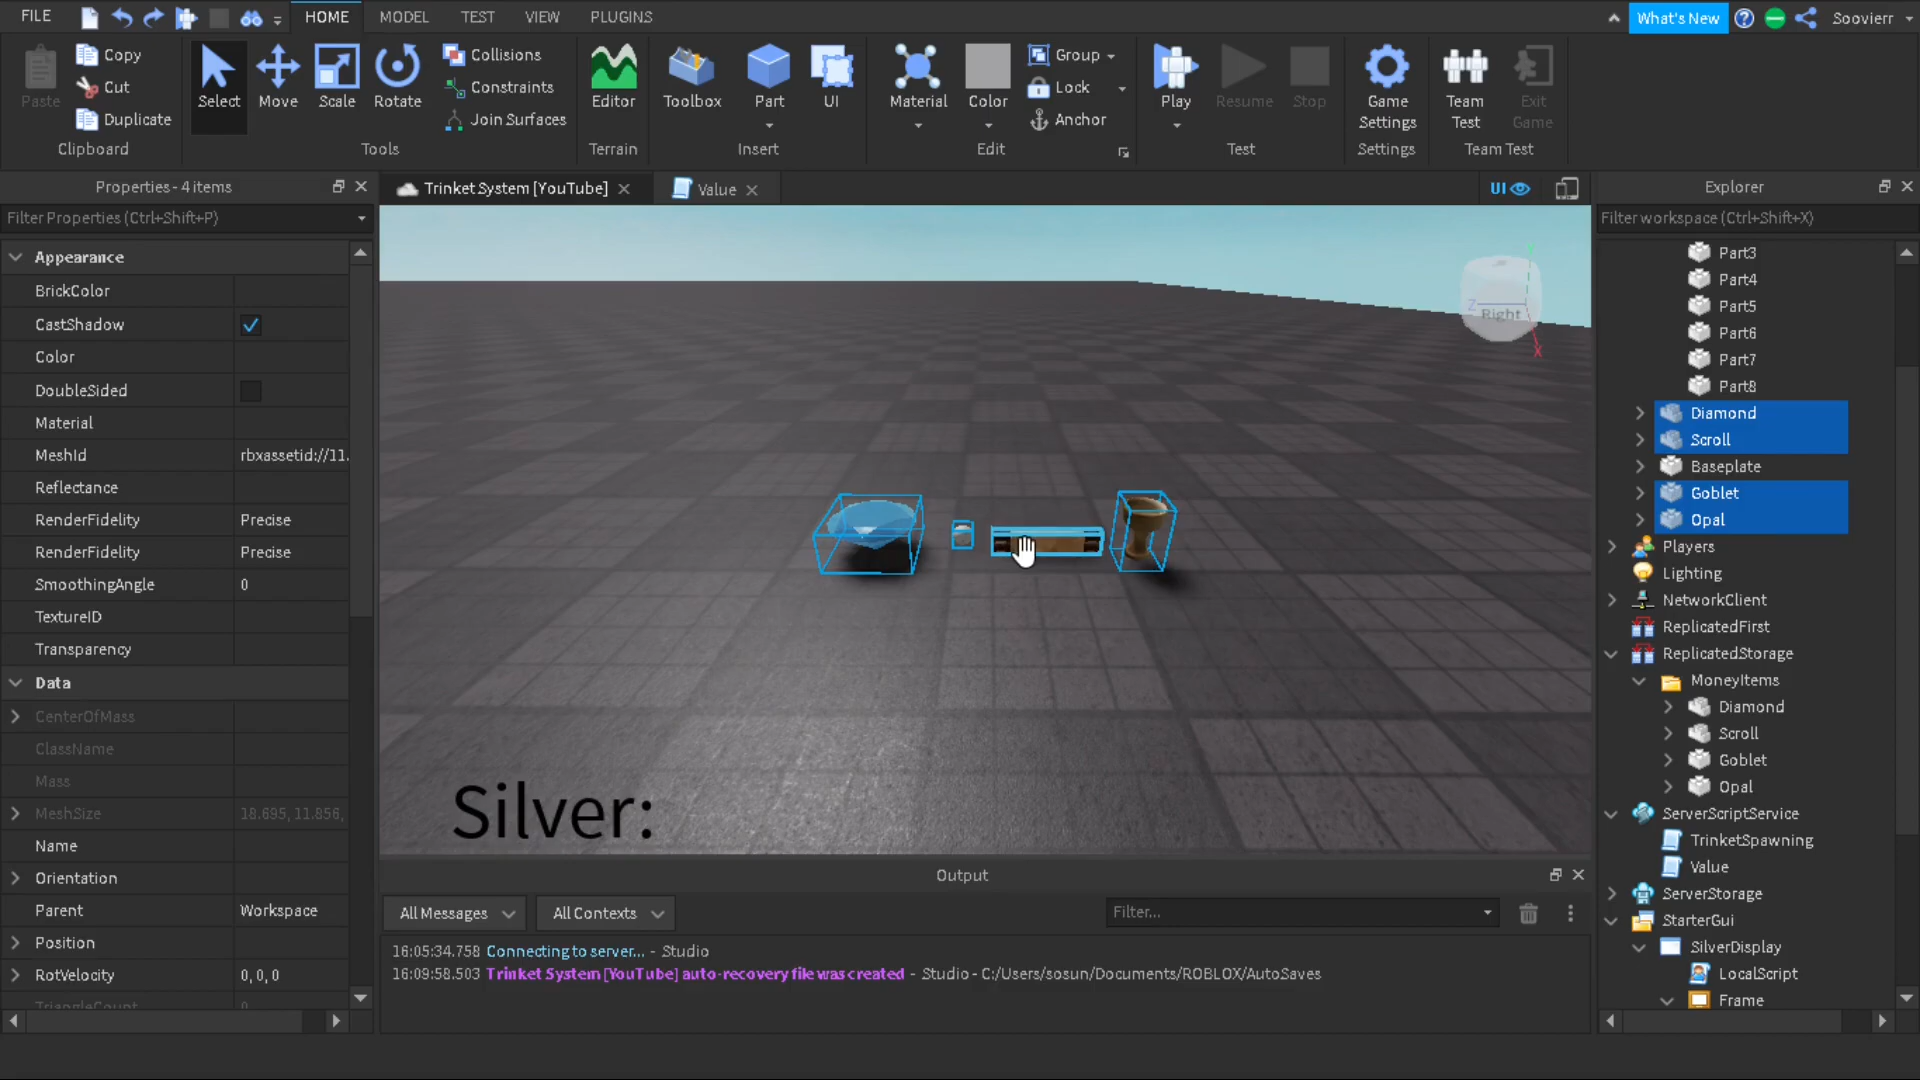 FILE HOME MODEL TEST VIEW PLUGINS What's New Soovierr
Paste Copy Cut Duplicate Clipboard
Select Move Scale Rotate Collisions Constraints Join Surfaces Tools
Editor Terrain
Toolbox Part UI Insert
Material Color Group Lock Anchor Edit
Play Resume Stop Test
Game Settings Settings
Team Test Exit Game Team Test
Properties - 4 items
Filter Properties (Ctrl+Shift+P)
Appearance
BrickColor
CastShadow
Color
DoubleSided
Material
MeshId rbxassetid://11.
Reflectance
RenderFidelity Precise
RenderFidelity Precise
SmoothingAngle 0
TextureID
Transparency
Data
CenterOfMass
ClassName
Mass
MeshSize 18.695, 11.856,
Name
Orientation
Parent Workspace
Position
RotVelocity 0, 0, 0
TriangleCount 0
Trinket System [YouTube] Value UI
Right
Z
X
Silver:
Output
All Messages All Contexts Filter...
16:05:34.758 Connecting to server... - Studio
16:09:58.503 Trinket System [YouTube] auto-recovery file was created - Studio - C:/Users/sosun/Documents/ROBLOX/AutoSaves
Explorer
Filter workspace (Ctrl+Shift+X)
Part3
Part4
Part5
Part6
Part7
Part8
Diamond
Scroll
Baseplate
Goblet
Opal
Players
Lighting
NetworkClient
ReplicatedFirst
ReplicatedStorage
MoneyItems
Diamond
Scroll
Goblet
Opal
ServerScriptService
TrinketSpawning
Value
ServerStorage
StarterGui
SilverDisplay
LocalScript
Frame